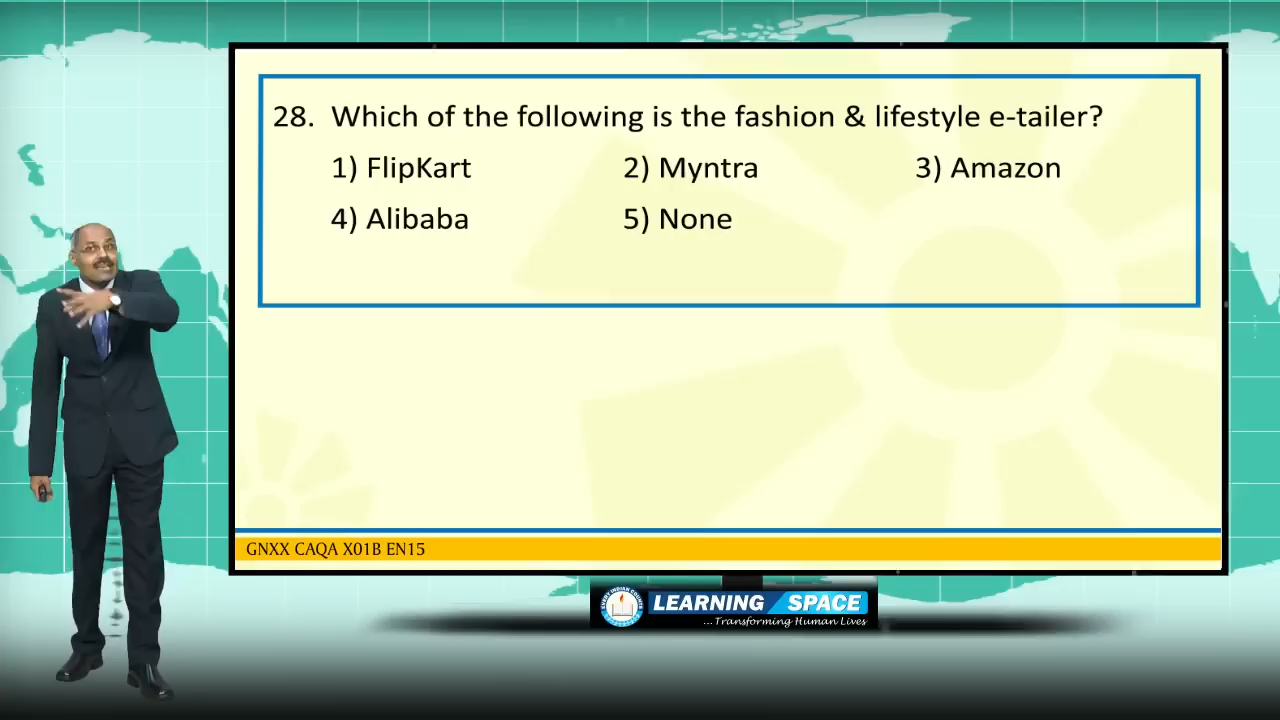 28. Which of the following is the fashion & lifestyle e-tailer?
1) FlipKart 2) Myntra 3) Amazon
4) Alibaba 5) None
GNXX CAQA X01B EN15
LEARNING SPACE
...Transforming Human Lives